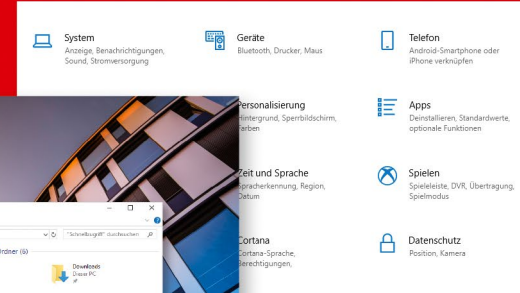 System
Anzeige, Benachrichtigungen,
Sound, Stromversorgung
Geräte
Bluetooth, Drucker, Maus
Telefon
Android-Smartphone oder
iPhone verknüpfen
Personalisierung
Hintergrund, Sperrbildschirm,
Farben
Apps
Deinstallieren, Standardwerte,
optionale Funktionen
Zeit und Sprache
Spracherkennung, Region,
Datum
Spielen
Spieleleiste, DVR, Übertragung,
Spielmodus
Cortana
Cortana-Sprache,
Berechtigungen,
Datenschutz
Position, Kamera
"Schnellzugriff" durchsuchen
Ordner (6)
Downloads
Dieser PC